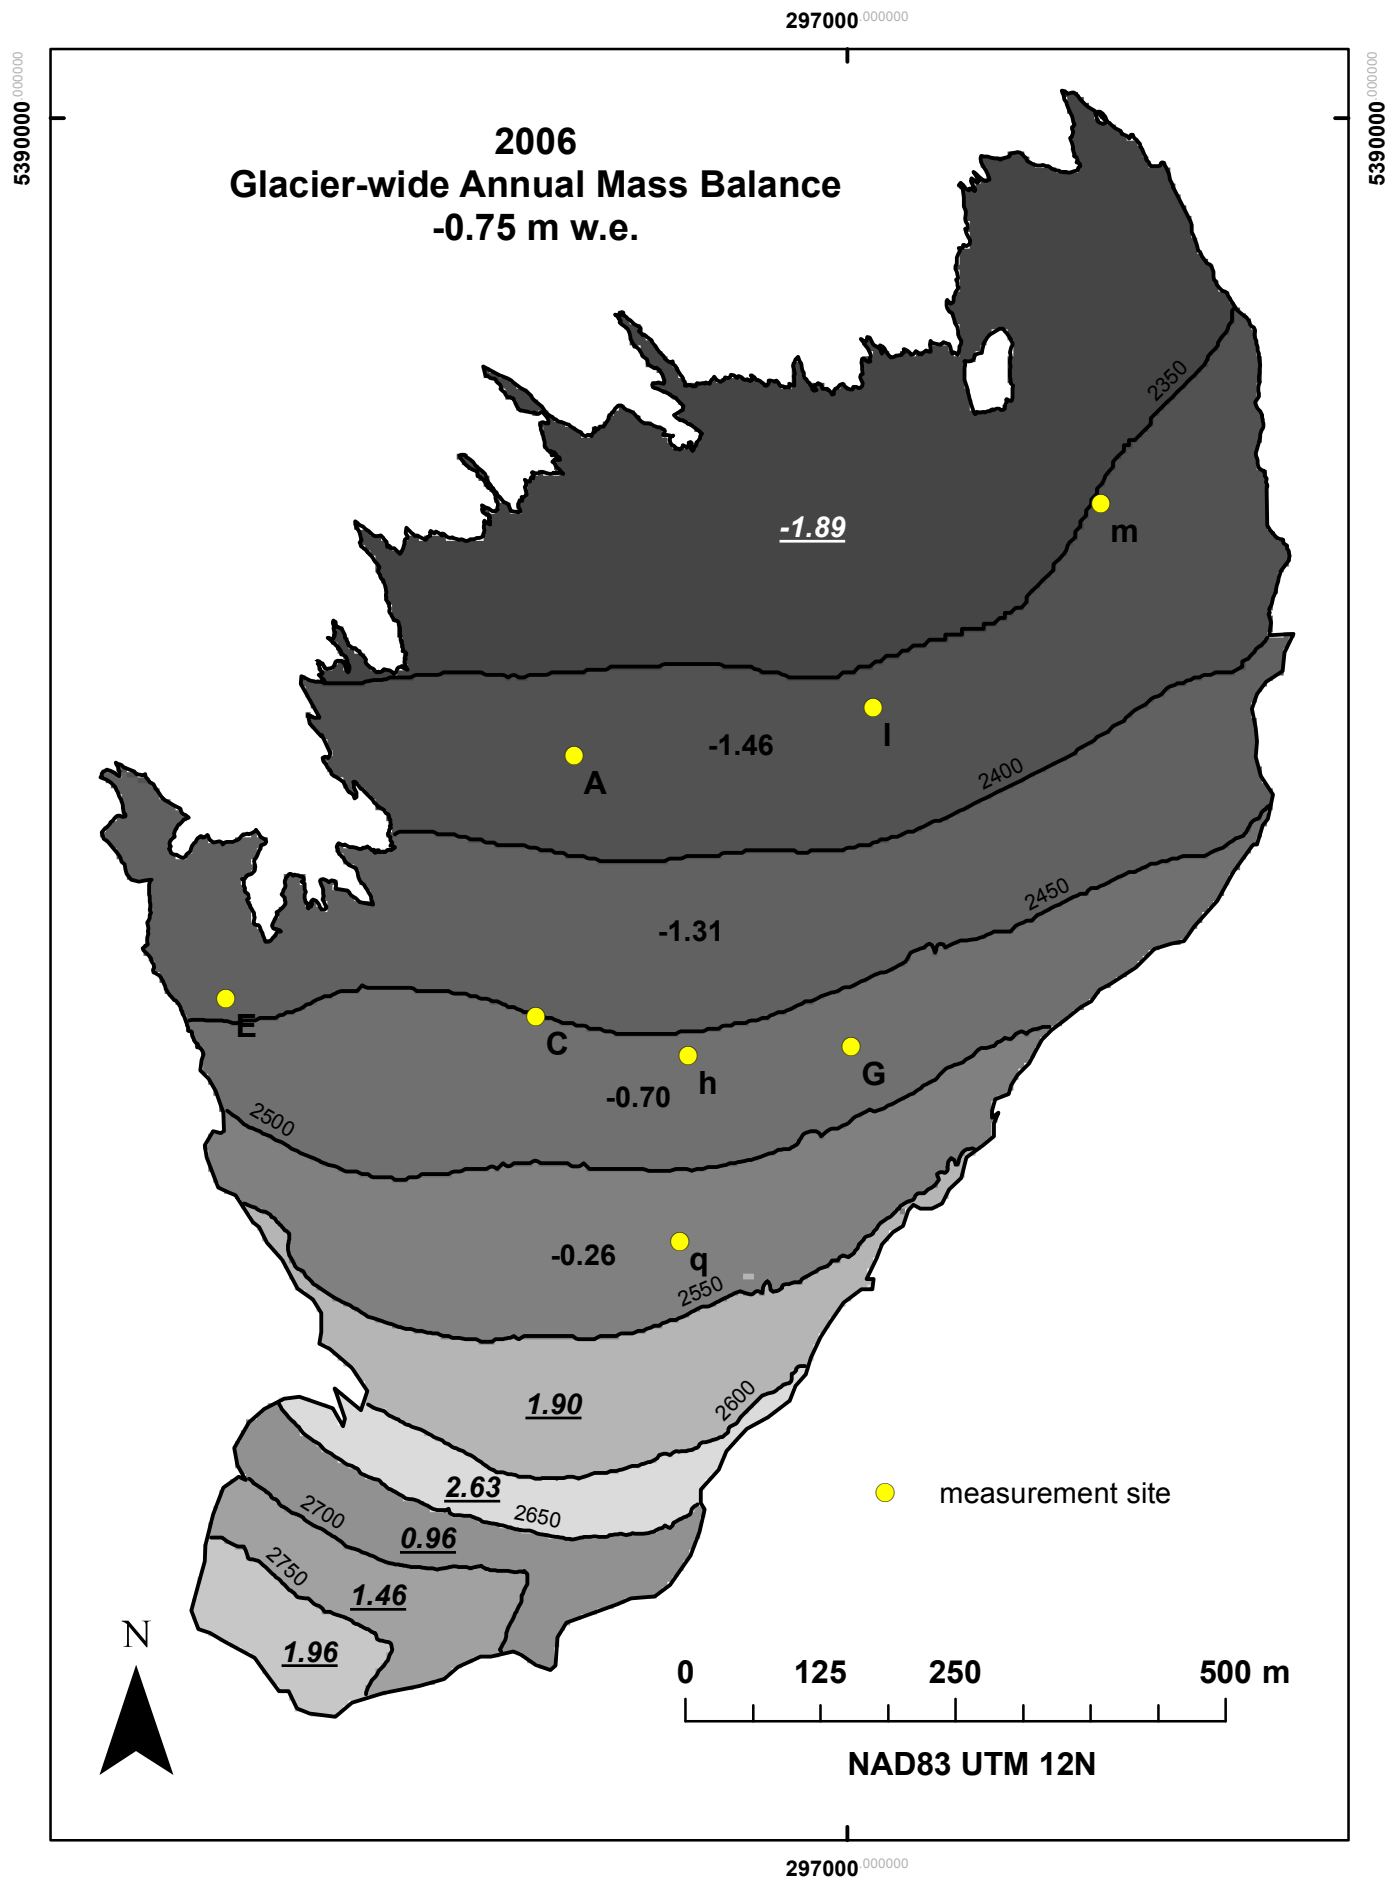 297000.000000
5390000.000000
5390000.000000
2006
Glacier-wide Annual Mass Balance
-0.75 m w.e.
2350
-1.89
m
l
-1.46
A
2400
2450
-1.31
E
C
h
G
-0.70
2500
-0.26
q
2550
1.90
2600
2.63
2650
2700
0.96
2750
1.46
1.96
measurement site
N
0 125 250 500 m
NAD83 UTM 12N
297000.000000